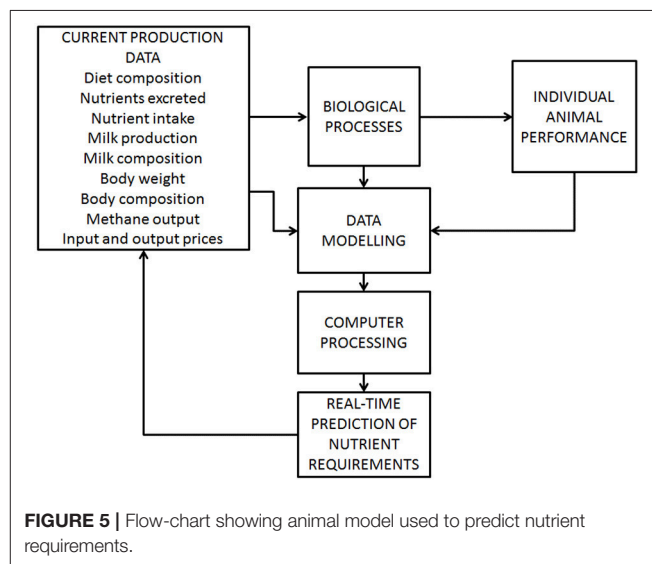 CURRENT PRODUCTION
DATA
Diet composition
Nutrients excreted
Nutrient intake
Milk production
Milk composition
Body weight
Body composition
Methane output
Input and output prices
BIOLOGICAL
PROCESSES
INDIVIDUAL
ANIMAL
PERFORMANCE
DATA
MODELLING
COMPUTER
PROCESSING
REAL-TIME
PREDICTION OF
NUTRIENT
REQUIREMENTS
FIGURE 5 | Flow-chart showing animal model used to predict nutrient
requirements.